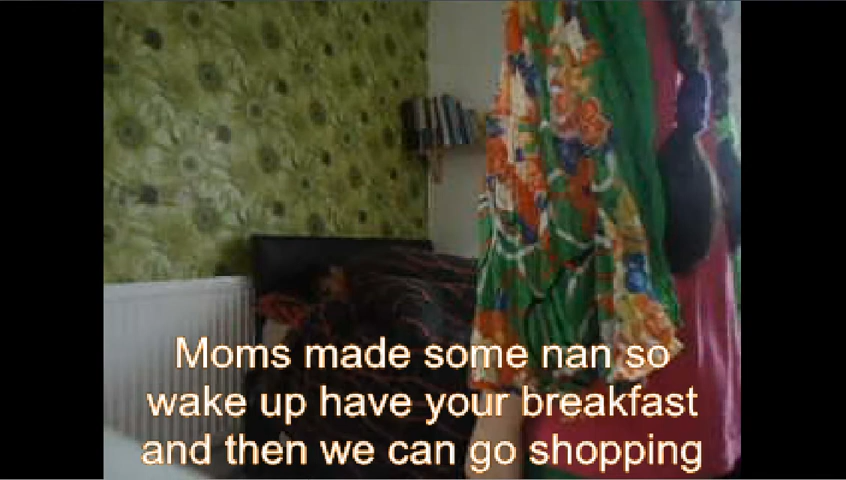 Moms made some nan so
wake up have your breakfast
and then we can go shopping